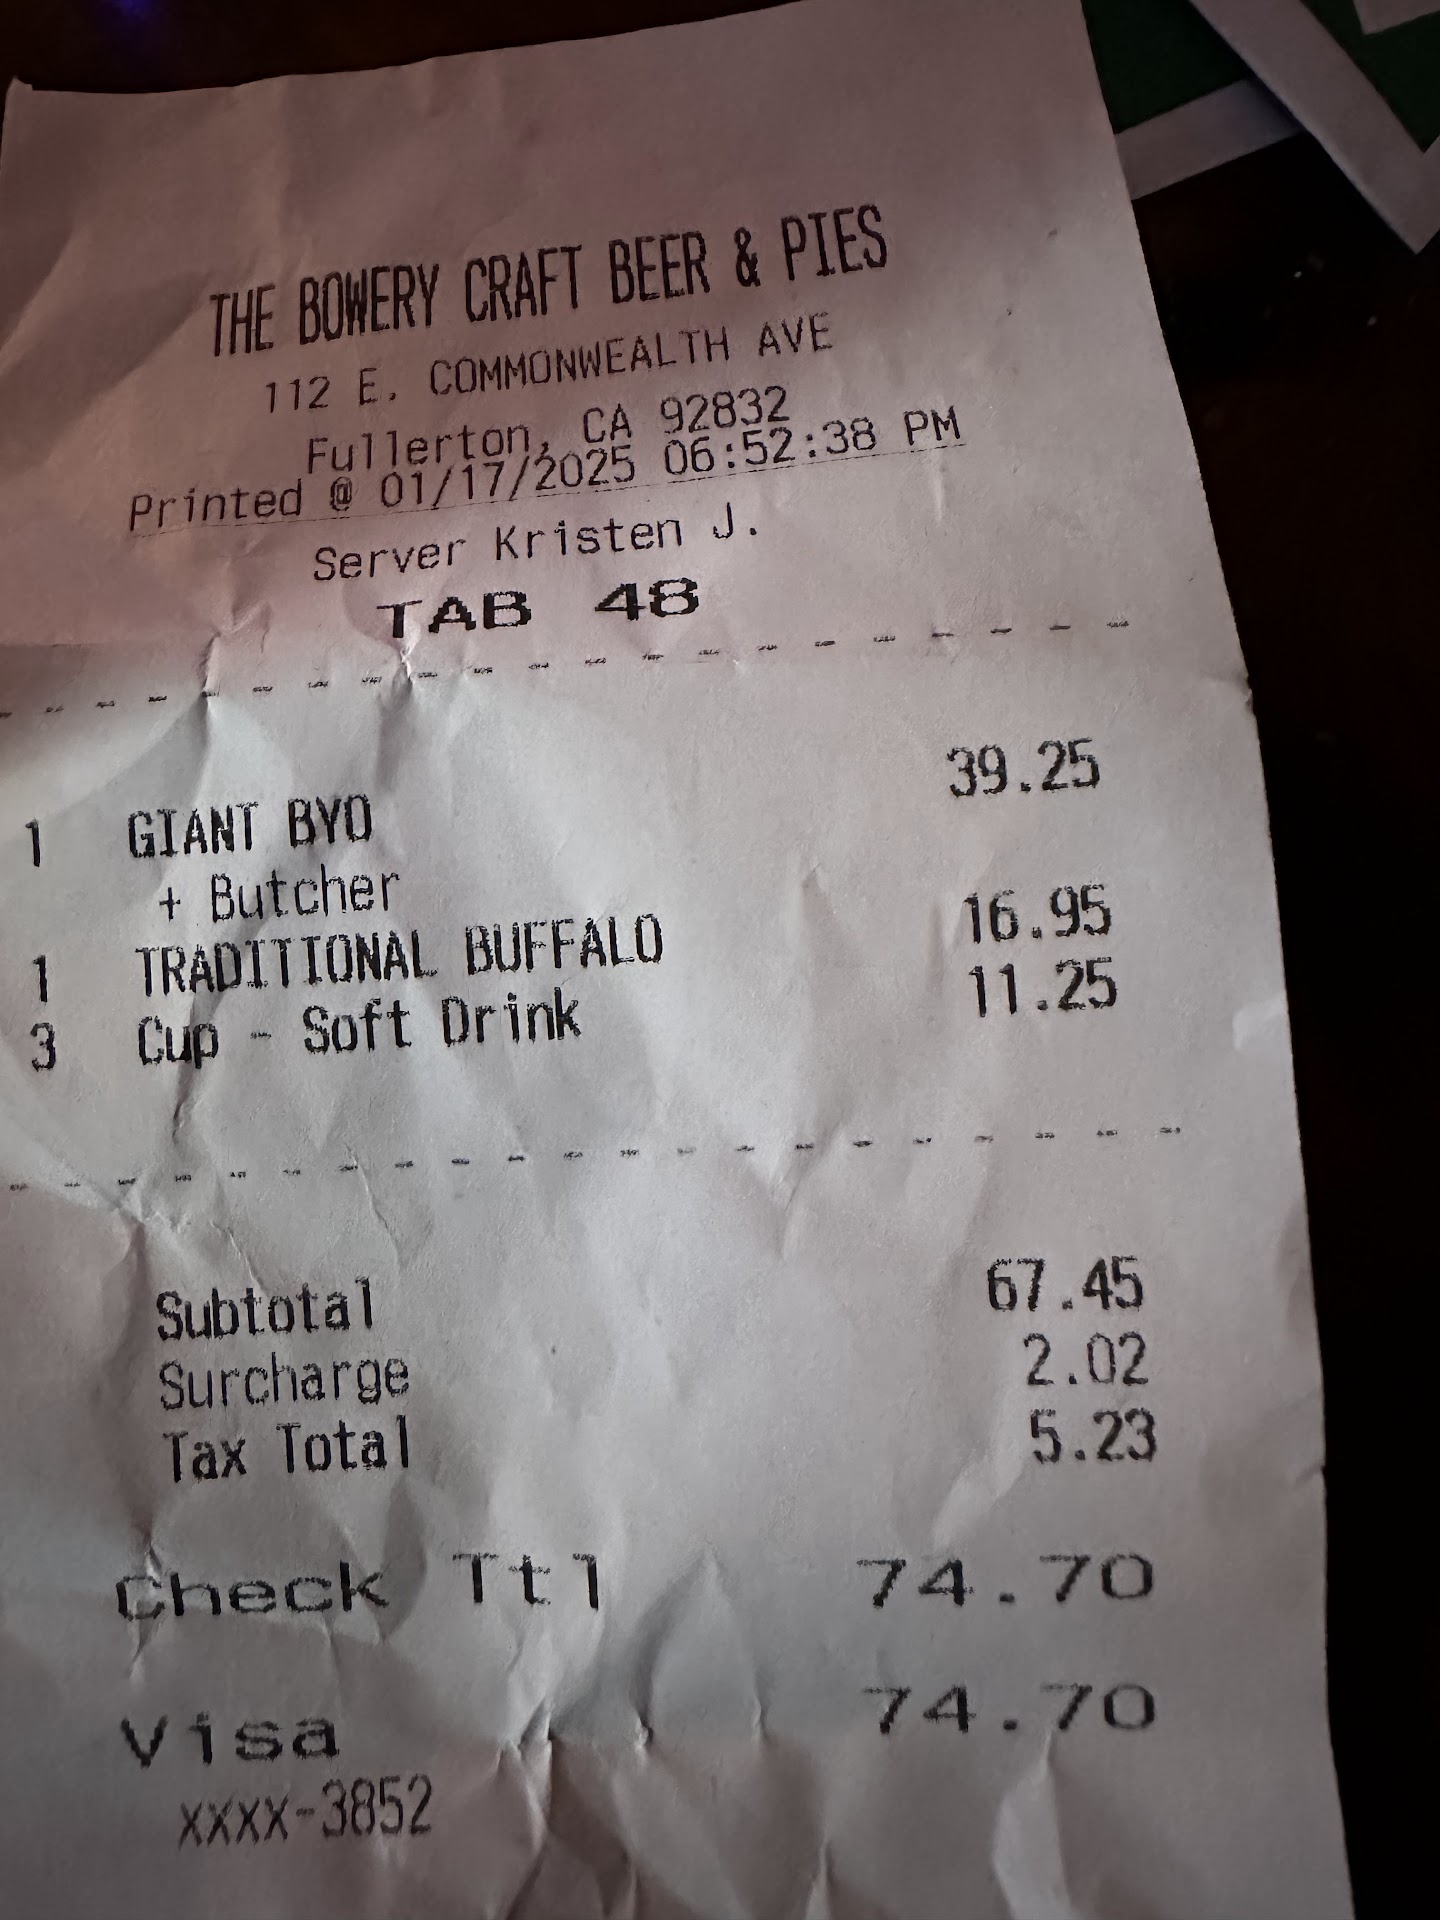 THE BOWERY CRAFT BEER & PIES
112 E. COMMONWEALTH AVE
Fullerton, CA 92832
Printed @ 01/17/2025 06:52:38 PM
Server Kristen J.
TAB 48
1 GIANT BYO 39.25
+ Butcher
1 TRADITIONAL BUFFALO 16.95
3 Cup - Soft Drink 11.25
Subtotal 67.45
Surcharge 2.02
Tax Total 5.23
Check Ttl 74.70
Visa 74.70
xxxx-3852